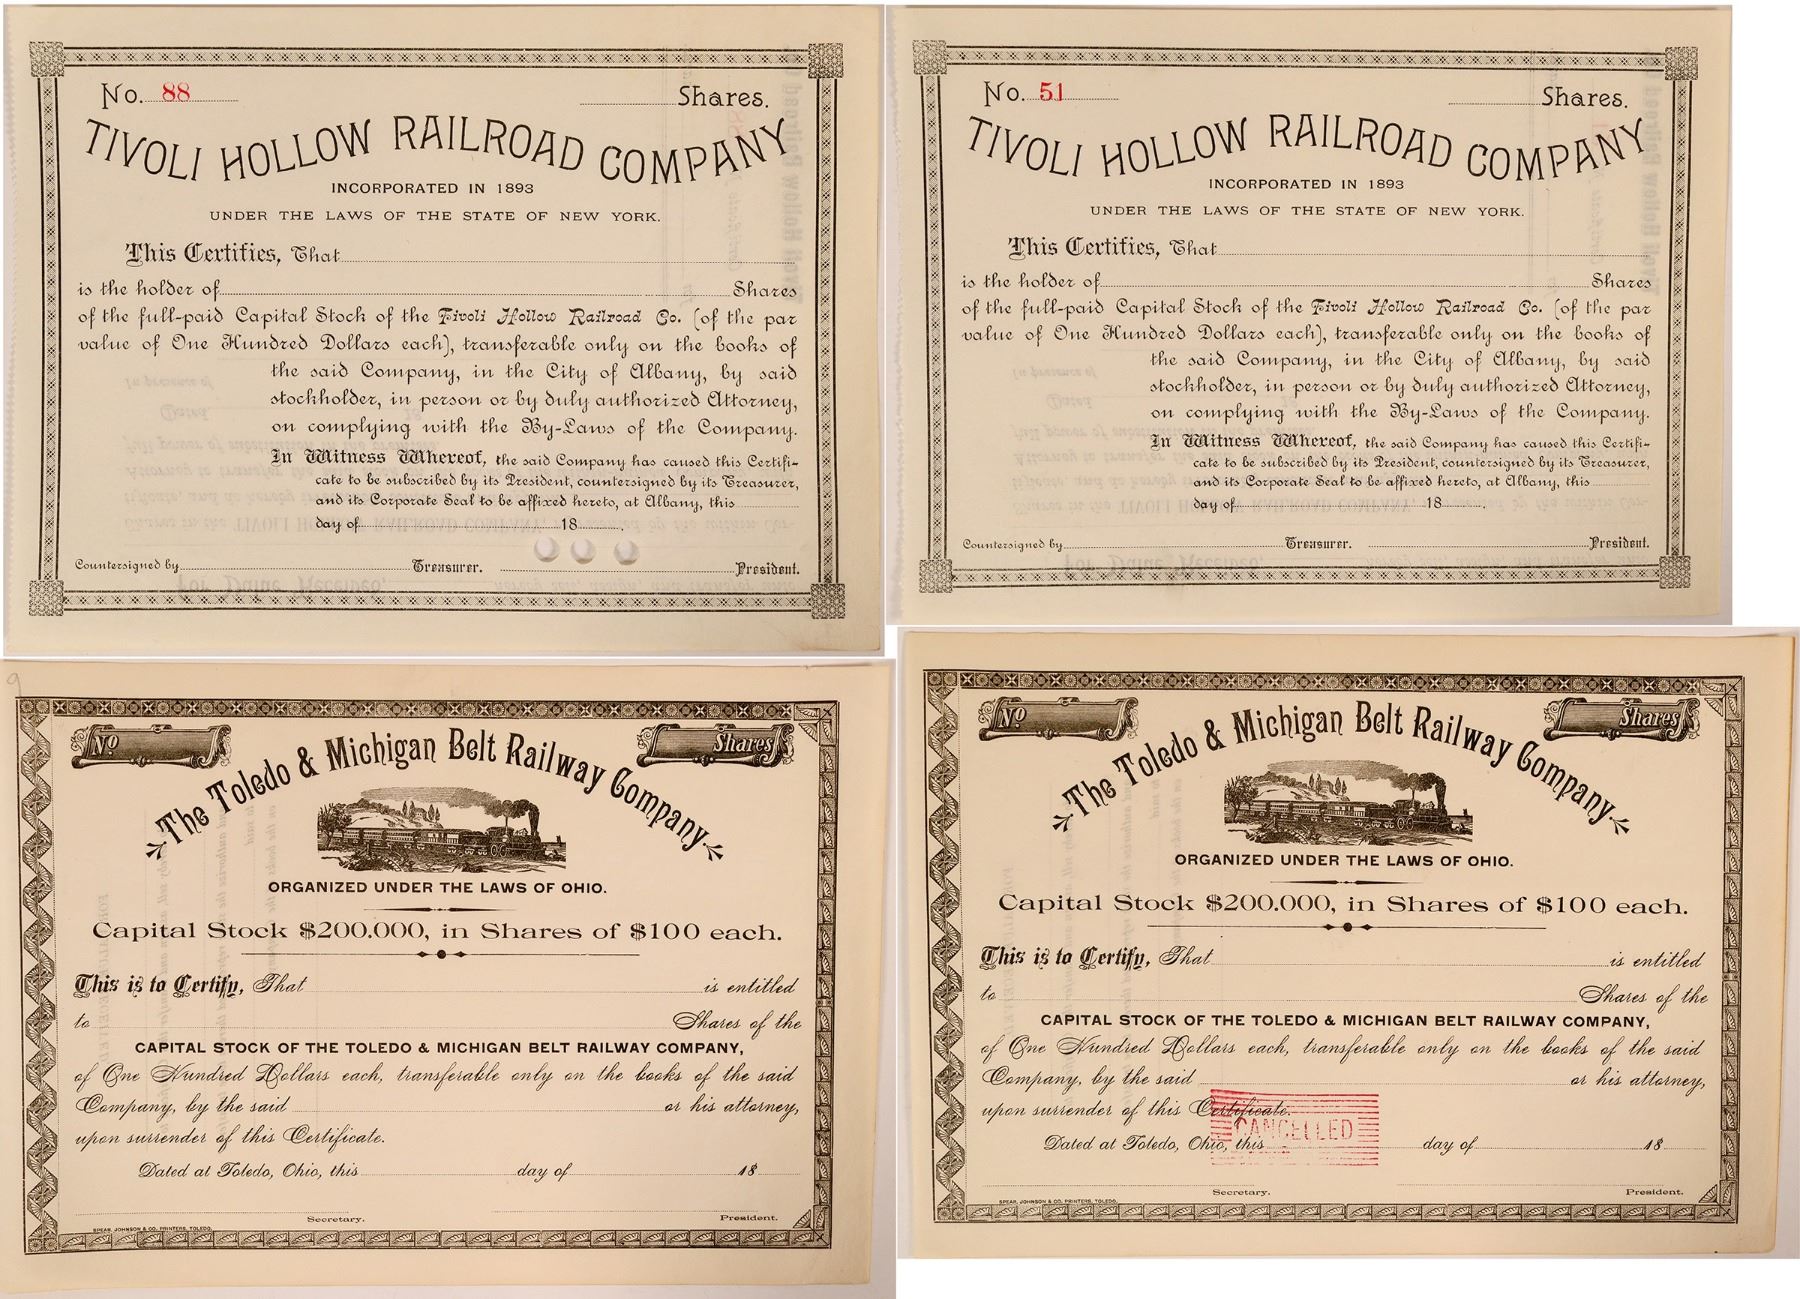 No. 88 Shares.
TIVOLI HOLLOW RAILROAD COMPANY
INCORPORATED IN 1893
UNDER THE LAWS OF THE STATE OF NEW YORK.
This Certifies, That
is the holder of Shares
of the full-paid Capital Stock of the Tivoli Hollow Railroad Co. (of the par
value of One Hundred Dollars each), transferable only on the books of
the said Company, in the City of Albany, by said
stockholder, in person or by duly authorized Attorney,
on complying with the By-Laws of the Company.
In Witness Whereof, the said Company has caused this Certifi-
cate to be subscribed by its President, countersigned by its Treasurer,
and its Corporate Seal to be affixed hereto, at Albany, this
day of 18
Countersigned by Treasurer. President.
No. 51 Shares.
TIVOLI HOLLOW RAILROAD COMPANY
INCORPORATED IN 1893
UNDER THE LAWS OF THE STATE OF NEW YORK.
This Certifies, That
is the holder of Shares
of the full-paid Capital Stock of the Tivoli Hollow Railroad Co. (of the par
value of One Hundred Dollars each), transferable only on the books of
the said Company, in the City of Albany, by said
stockholder, in person or by duly authorized Attorney,
on complying with the By-Laws of the Company.
In Witness Whereof, the said Company has caused this Certifi-
cate to be subscribed by its President, countersigned by its Treasurer,
and its Corporate Seal to be affixed hereto, at Albany, this
day of 18
Countersigned by Treasurer. President.
9
No Shares
The Toledo & Michigan Belt Railway Company.
ORGANIZED UNDER THE LAWS OF OHIO.
Capital Stock $200.000, in Shares of $100 each.
This is to Certify, That is entitled
to Shares of the
CAPITAL STOCK OF THE TOLEDO & MICHIGAN BELT RAILWAY COMPANY,
of One Hundred Dollars each, transferable only on the books of the said
Company, by the said or his attorney,
upon surrender of this Certificate.
Dated at Toledo, Ohio, this day of 18
Secretary. President.
SPEAR, JOHNSON & CO. PRINTERS, TOLEDO.
No Shares
The Toledo & Michigan Belt Railway Company.
ORGANIZED UNDER THE LAWS OF OHIO.
Capital Stock $200.000, in Shares of $100 each.
This is to Certify, That is entitled
to Shares of the
CAPITAL STOCK OF THE TOLEDO & MICHIGAN BELT RAILWAY COMPANY,
of One Hundred Dollars each, transferable only on the books of the said
Company, by the said or his attorney,
upon surrender of this Certificate.
CANCELLED
Dated at Toledo, Ohio, this day of 18
Secretary. President.
SPEAR, JOHNSON & CO. PRINTERS, TOLEDO.